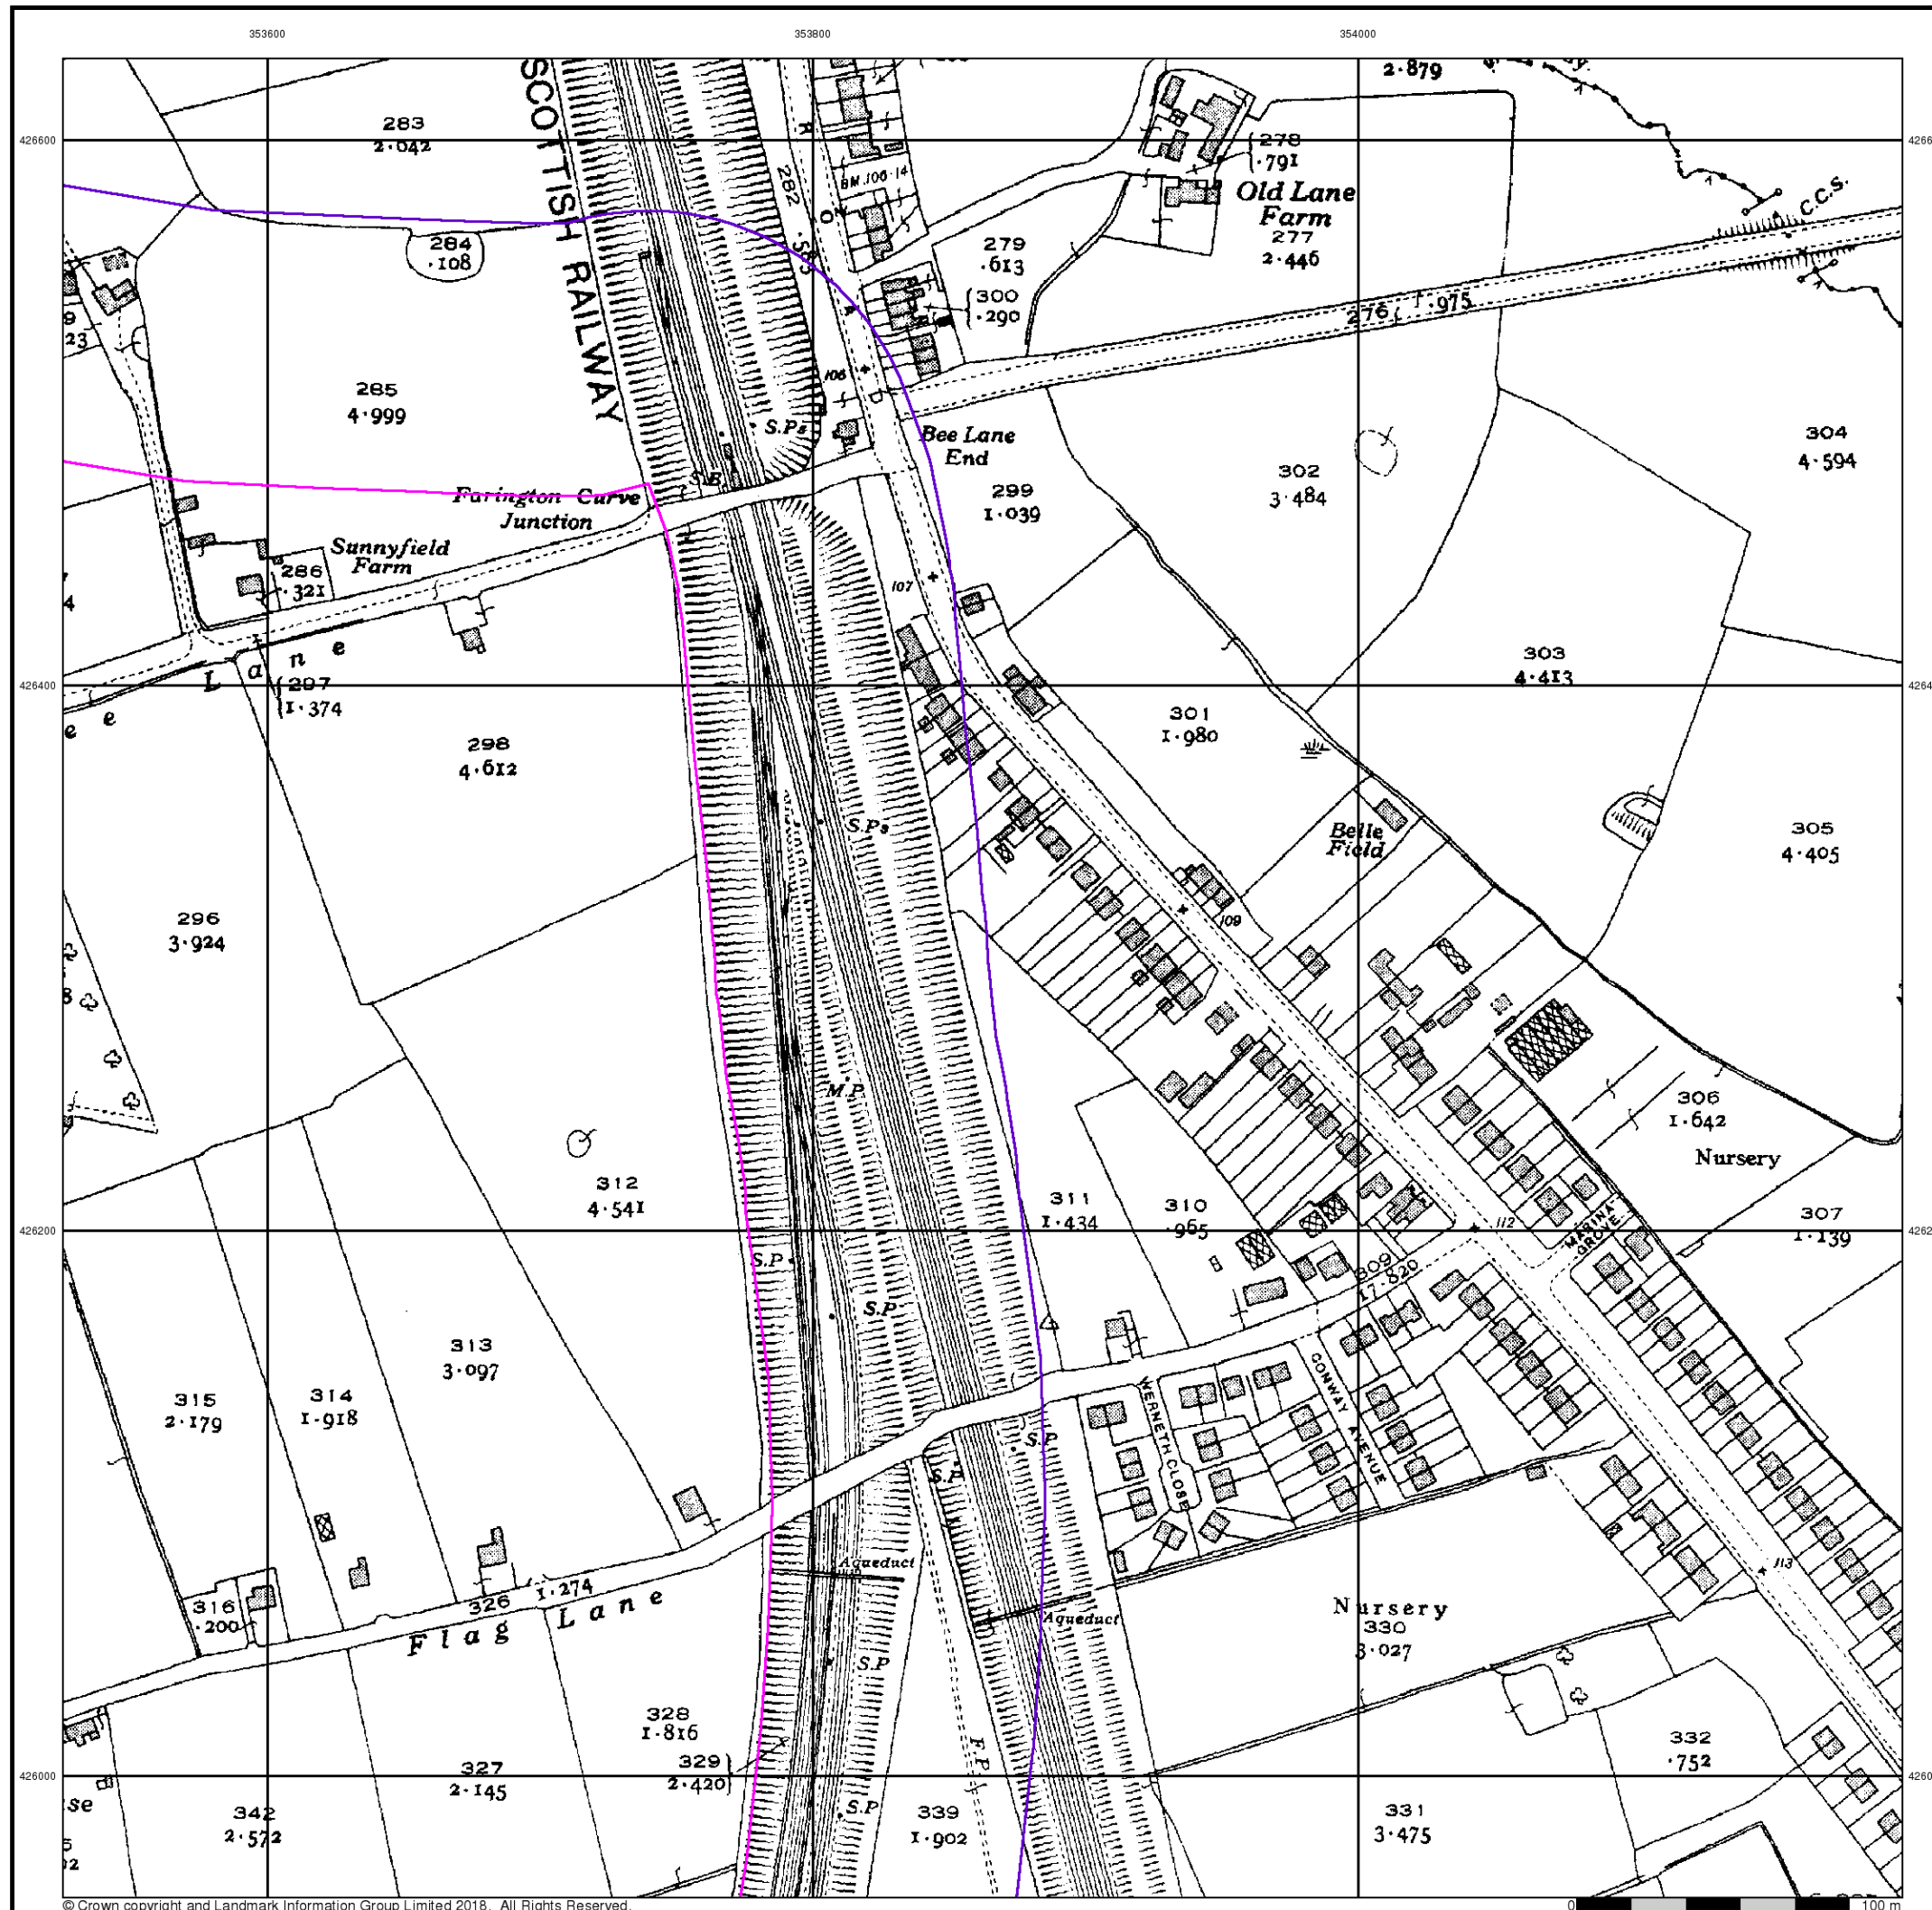 353600
353800
354000
426600
SCOTTISH RAILWAY
283
2·042
2·879
278
·791
Old Lane
Farm
277
2·446
B M.106·14
282
C.C.S.
284
·108
279
·613
300
·290
276
·975
285
4·999
106
S.Ps
Bee Lane
End
302
3·484
304
4·594
S.B.
Farington Curve
Junction
299
1·039
Sunnyfield
Farm
286
·321
107
303
4·413
Lane
297
1·374
426400
301
1·980
298
4·612
S.Ps
Belle
Field
305
4·405
296
3·924
109
M.P
306
1·642
Nursery
312
4·541
311
1·434
310
·965
307
1·139
112
MARINA
GROVE
426200
S.P
309
17·820
S.P
313
3·097
CONWAY AVENUE
WERNETH CLOSE
315
2·179
314
1·918
S.P
S.P
Aqueduct
113
316
·200
326
1·274
Flag Lane
Aqueduct
Nursery
330
3·027
S.P
328
1·816
F.P.
332
·752
329
2·420
327
2·145
426000
342
2·572
S.P
339
1·902
331
3·475
© Crown copyright and Landmark Information Group Limited 2018. All Rights Reserved.
0
100 m